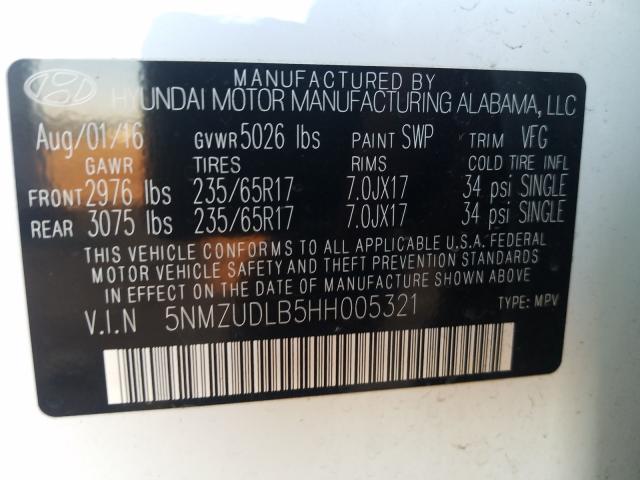 MANUFACTURED BY
HYUNDAI MOTOR MANUFACTURING ALABAMA, LLC
Aug/01/16 GVWR 5026 lbs PAINT SWP TRIM VFG
GAWR TIRES RIMS COLD TIRE INFL
FRONT 2976 lbs 235/65R17 7.0JX17 34 psi SINGLE
REAR 3075 lbs 235/65R17 7.0JX17 34 psi SINGLE
THIS VEHICLE CONFORMS TO ALL APPLICABLE U.S.A. FEDERAL
MOTOR VEHICLE SAFETY AND THEFT PREVENTION STANDARDS
IN EFFECT ON THE DATE OF MANUFACTURE SHOWN ABOVE.
V.I.N 5NMZUDLB5HH005321 TYPE: MPV